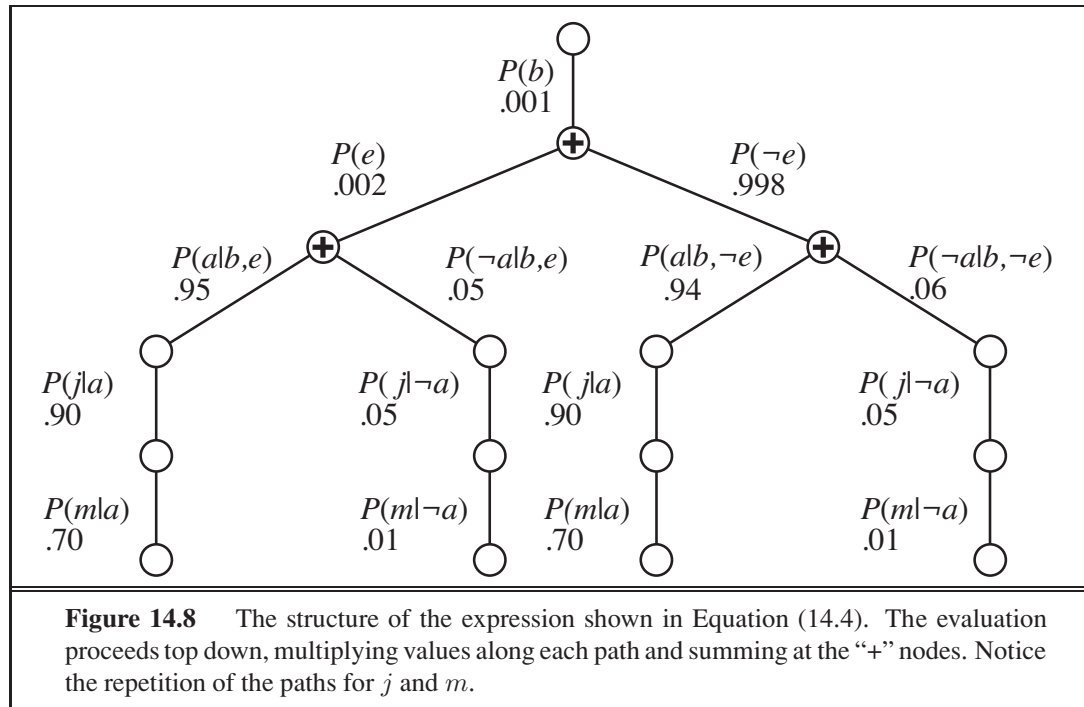 P(b)
.001
P(e)
.002
P(¬e)
.998
P(a|b,e)
.95
P(¬a|b,e)
.05
P(a|b,¬e)
.94
P(¬a|b,¬e)
.06
P(j|a)
.90
P( j|¬a)
.05
P( j|a)
.90
P( j|¬a)
.05
P(m|a)
.70
P(m|¬a)
.01
P(m|a)
.70
P(m|¬a)
.01
Figure 14.8 The structure of the expression shown in Equation (14.4). The evaluation
proceeds top down, multiplying values along each path and summing at the “+” nodes. Notice
the repetition of the paths for j and m.